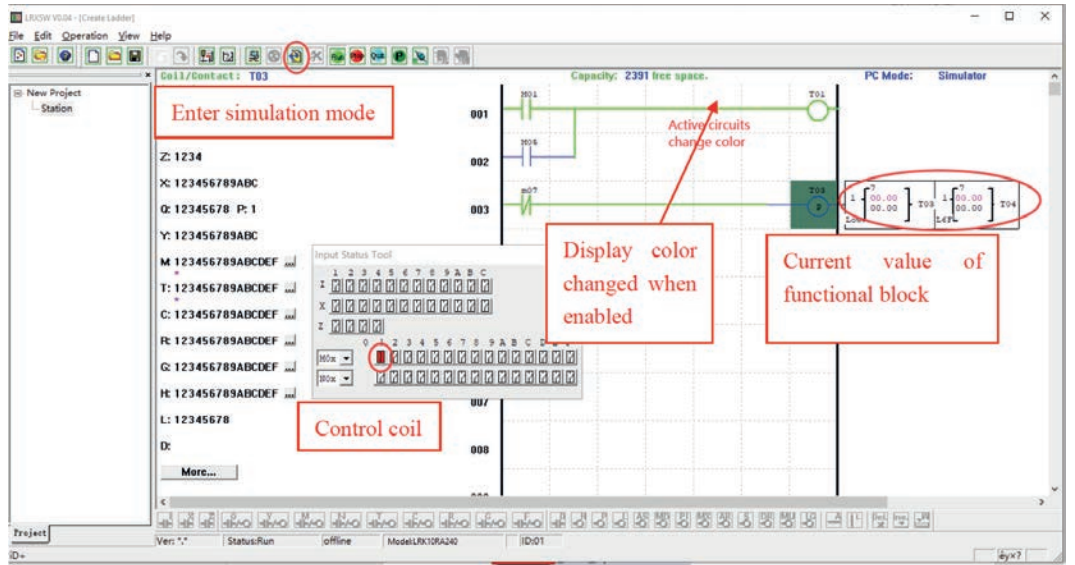 LRXSW V0.04 - [Create Ladder]
File Edit Operation View Help
Coil/Contact: T03 Capacity: 2391 free space. PC Mode: Simulator
New Project
Station
Enter simulation mode
001
M01
T01
Active circuits
change color
002
M06
Z: 1234
X: 123456789ABC
003
m07
T03
P
Q: 12345678 P: 1
Y: 123456789ABC
M: 123456789ABCDEF
T: 123456789ABCDEF
C: 123456789ABCDEF
R: 123456789ABCDEF
G: 123456789ABCDEF
H: 123456789ABCDEF
L: 12345678
D:
More...
7
1 00.00 T03
00.00
7
1 00.00 T04
00.00
Display color
changed when
enabled
Current value of
functional block
Input Status Tool
1 2 3 4 5 6 7 8 9 A B C
I
X
Z
0 1 2 3 4 5 6 7 8 9 A B C D E F
M0x
N0x
Control coil
007
008
Project
Ver: *.* Status:Run offline Model:LRK10RA240 ID:01